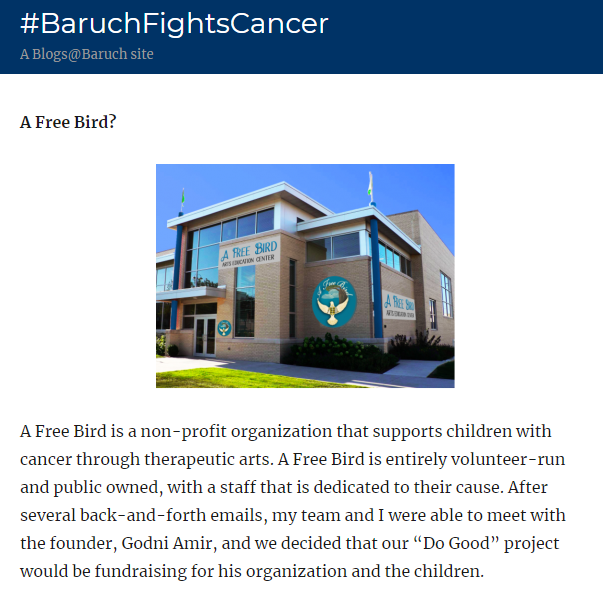 #BaruchFightsCancer
A Blogs@Baruch site
A Free Bird?
A FREE BIRD
ARTS EDUCATION CENTER
A Free Bird
A FREE BIRD
ARTS EDUCATION CENTER
A Free Bird is a non-profit organization that supports children with
cancer through therapeutic arts. A Free Bird is entirely volunteer-run
and public owned, with a staff that is dedicated to their cause. After
several back-and-forth emails, my team and I were able to meet with
the founder, Godni Amir, and we decided that our “Do Good” project
would be fundraising for his organization and the children.